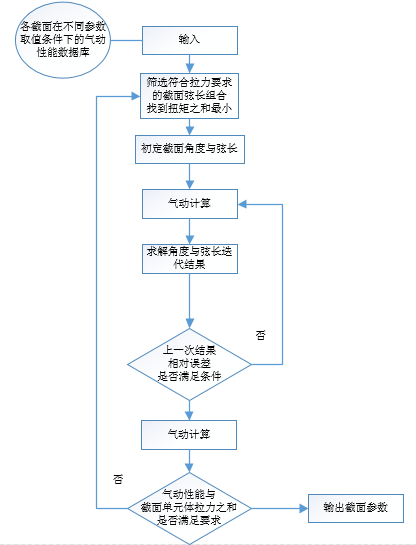 各截面在不同参数
取值条件下的气动
性能数据库
输入
筛选符合拉力要求
的截面弦长组合
找到扭矩之和最小
初定截面角度与弦长
气动计算
求解角度与弦长迭
代结果
上一次结果
相对误差
是否满足条件
否
气动计算
气动性能与
截面单元体拉力之和
是否满足要求
否
输出截面参数